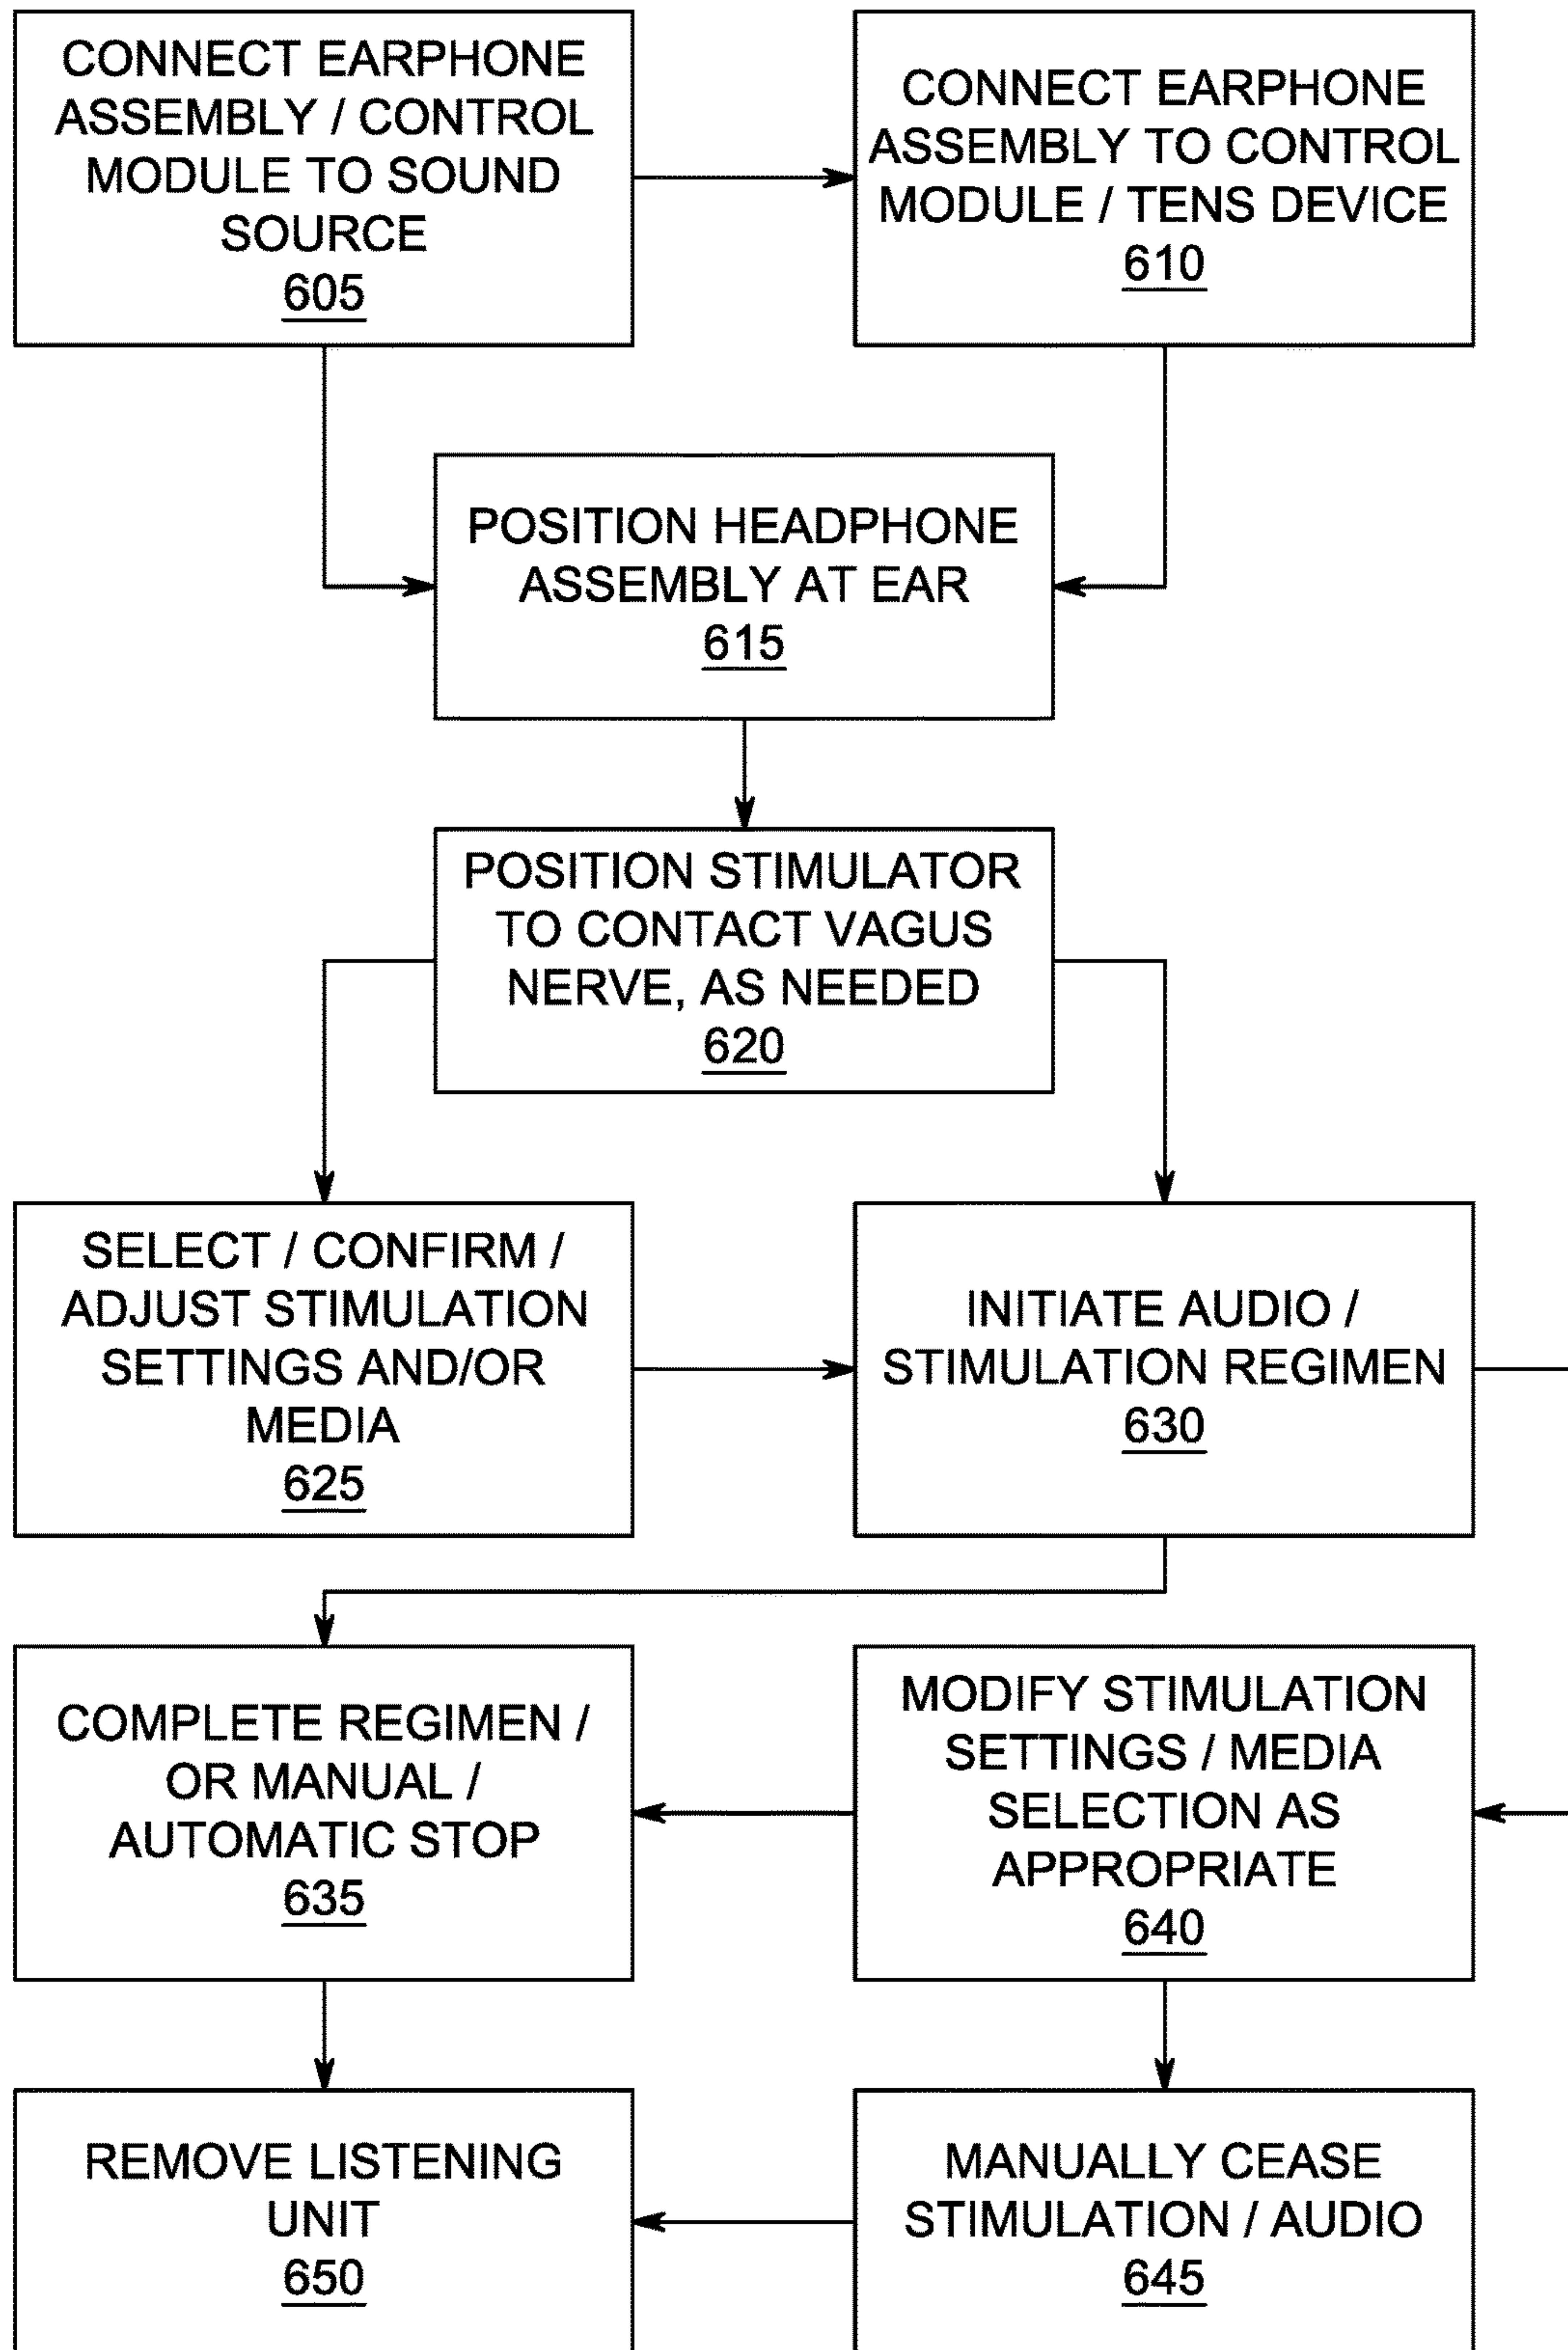 CONNECT EARPHONE
ASSEMBLY / CONTROL
MODULE TO SOUND
SOURCE
605
CONNECT EARPHONE
ASSEMBLY TO CONTROL
MODULE / TENS DEVICE
610
POSITION HEADPHONE
ASSEMBLY AT EAR
615
POSITION STIMULATOR
TO CONTACT VAGUS
NERVE, AS NEEDED
620
SELECT / CONFIRM /
ADJUST STIMULATION
SETTINGS AND/OR
MEDIA
625
INITIATE AUDIO /
STIMULATION REGIMEN
630
COMPLETE REGIMEN /
OR MANUAL /
AUTOMATIC STOP
635
MODIFY STIMULATION
SETTINGS / MEDIA
SELECTION AS
APPROPRIATE
640
REMOVE LISTENING
UNIT
650
MANUALLY CEASE
STIMULATION / AUDIO
645